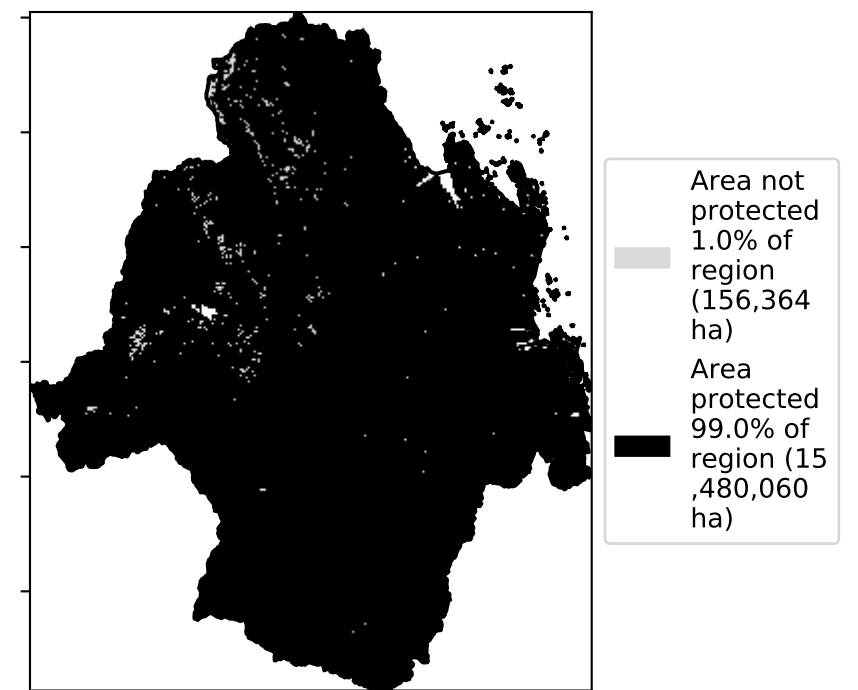 Area not
protected
1.0% of
region
(156,364
ha)
Area
protected
99.0% of
region (15
,480,060
ha)